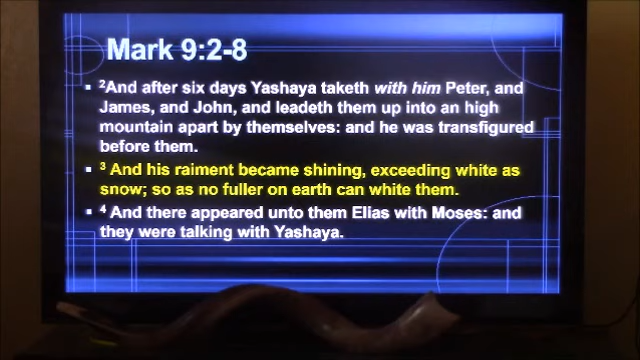 Mark 9:2-8
▪ ²And after six days Yashaya taketh with him Peter, and
James, and John, and leadeth them up into an high
mountain apart by themselves: and he was transfigured
before them.
▪ ³ And his raiment became shining, exceeding white as
snow; so as no fuller on earth can white them.
▪ ⁴ And there appeared unto them Elias with Moses: and
they were talking with Yashaya.